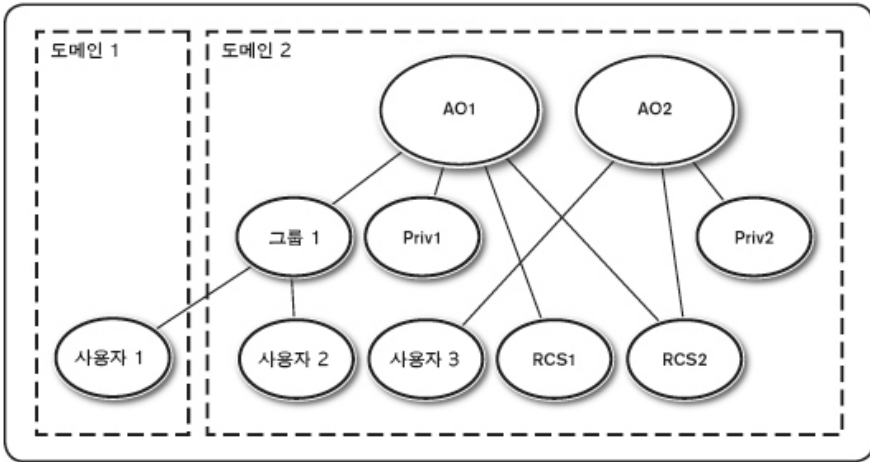 도메인 1
도메인 2
AO1
AO2
그룹 1
Priv1
Priv2
사용자 1
사용자 2
사용자 3
RCS1
RCS2